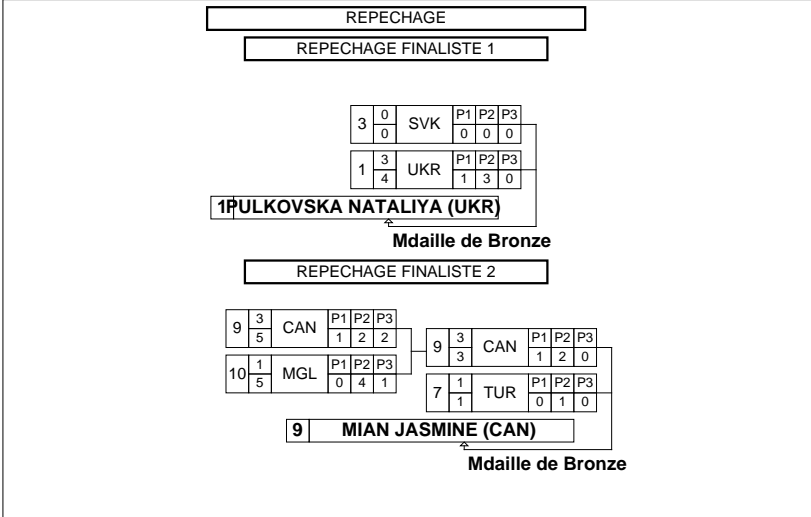 REPECHAGE
REPECHAGE FINALISTE 1
3 0 SVK P1 P2 P3
0 0 0 0
1 3 UKR P1 P2 P3
4 1 3 0
1PULKOVSKA NATALIYA (UKR)
Mdaille de Bronze
REPECHAGE FINALISTE 2
9 3 CAN P1 P2 P3
5 1 2 2
10 1 MGL P1 P2 P3
5 0 4 1
9 3 CAN P1 P2 P3
3 1 2 0
7 1 TUR P1 P2 P3
1 0 1 0
9 MIAN JASMINE (CAN)
Mdaille de Bronze